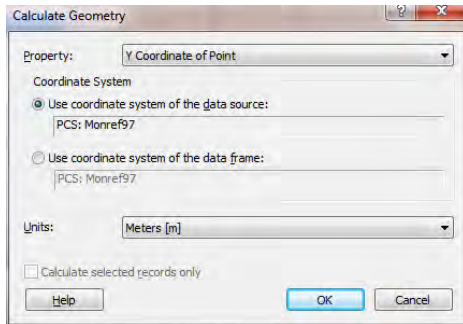 Calculate Geometry
Property: Y Coordinate of Point
Coordinate System
Use coordinate system of the data source:
PCS: Monref97
Use coordinate system of the data frame:
PCS: Monref97
Units: Meters [m]
Calculate selected records only
Help OK Cancel